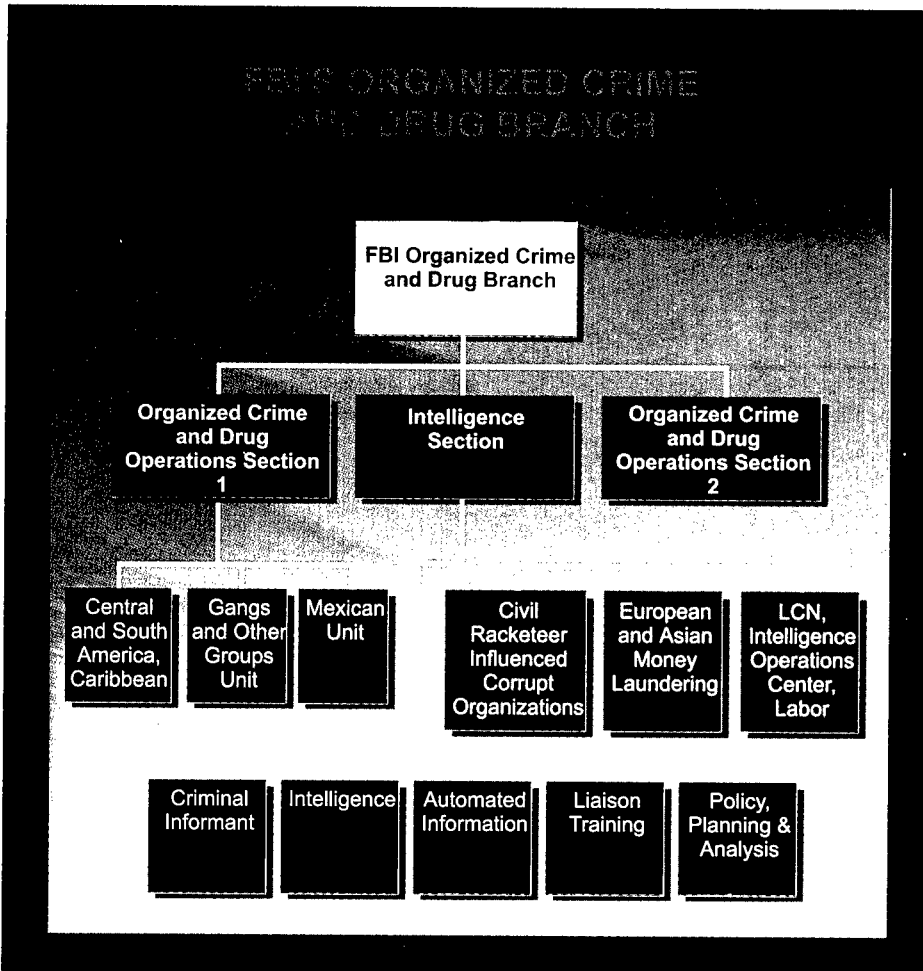 FBI'S ORGANIZED CRIME
AND DRUG BRANCH
FBI Organized Crime
and Drug Branch
Organized Crime
and Drug
Operations Section
1
Intelligence
Section
Organized Crime
and Drug
Operations Section
2
Central
and South
America,
Caribbean
Gangs
and Other
Groups
Unit
Mexican
Unit
Civil
Racketeer
Influenced
Corrupt
Organizations
European
and Asian
Money
Laundering
LCN,
Intelligence
Operations
Center,
Labor
Criminal
Informant
Intelligence
Automated
Information
Liaison
Training
Policy,
Planning &
Analysis